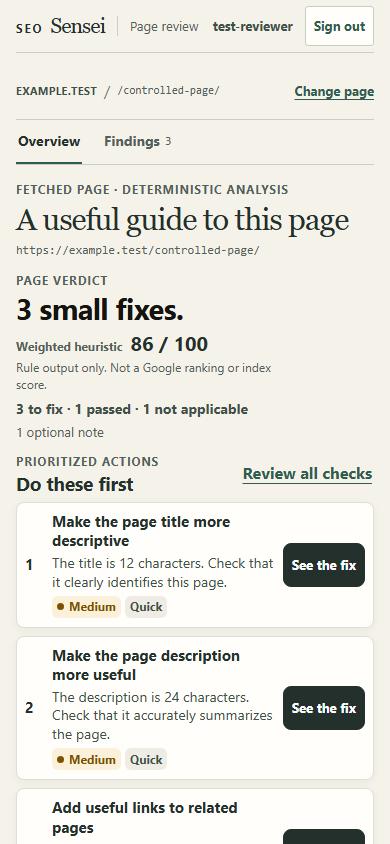 SEO Sensei Page review test-reviewer Sign out
EXAMPLE.TEST / /controlled-page/ Change page
Overview Findings 3
FETCHED PAGE · DETERMINISTIC ANALYSIS
A useful guide to this page
https://example.test/controlled-page/
PAGE VERDICT
3 small fixes.
Weighted heuristic 86 / 100
Rule output only. Not a Google ranking or index
score.
3 to fix · 1 passed · 1 not applicable
1 optional note
PRIORITIZED ACTIONS
Do these first
Review all checks
1
Make the page title more
descriptive
The title is 12 characters. Check that
it clearly identifies this page.
Medium Quick
See the fix
2
Make the page description
more useful
The description is 24 characters.
Check that it accurately summarizes
the page.
Medium Quick
See the fix
Add useful links to related
pages